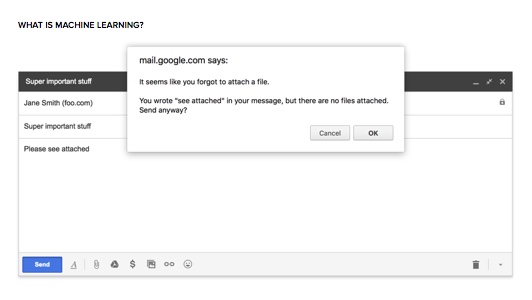 WHAT IS MACHINE LEARNING?
mail.google.com says:
Super important stuff
It seems like you forgot to attach a file.
Jane Smith (foo.com)
You wrote "see attached" in your message, but there are no files attached.
Send anyway?
Super important stuff
Cancel OK
Please see attached
Send A $